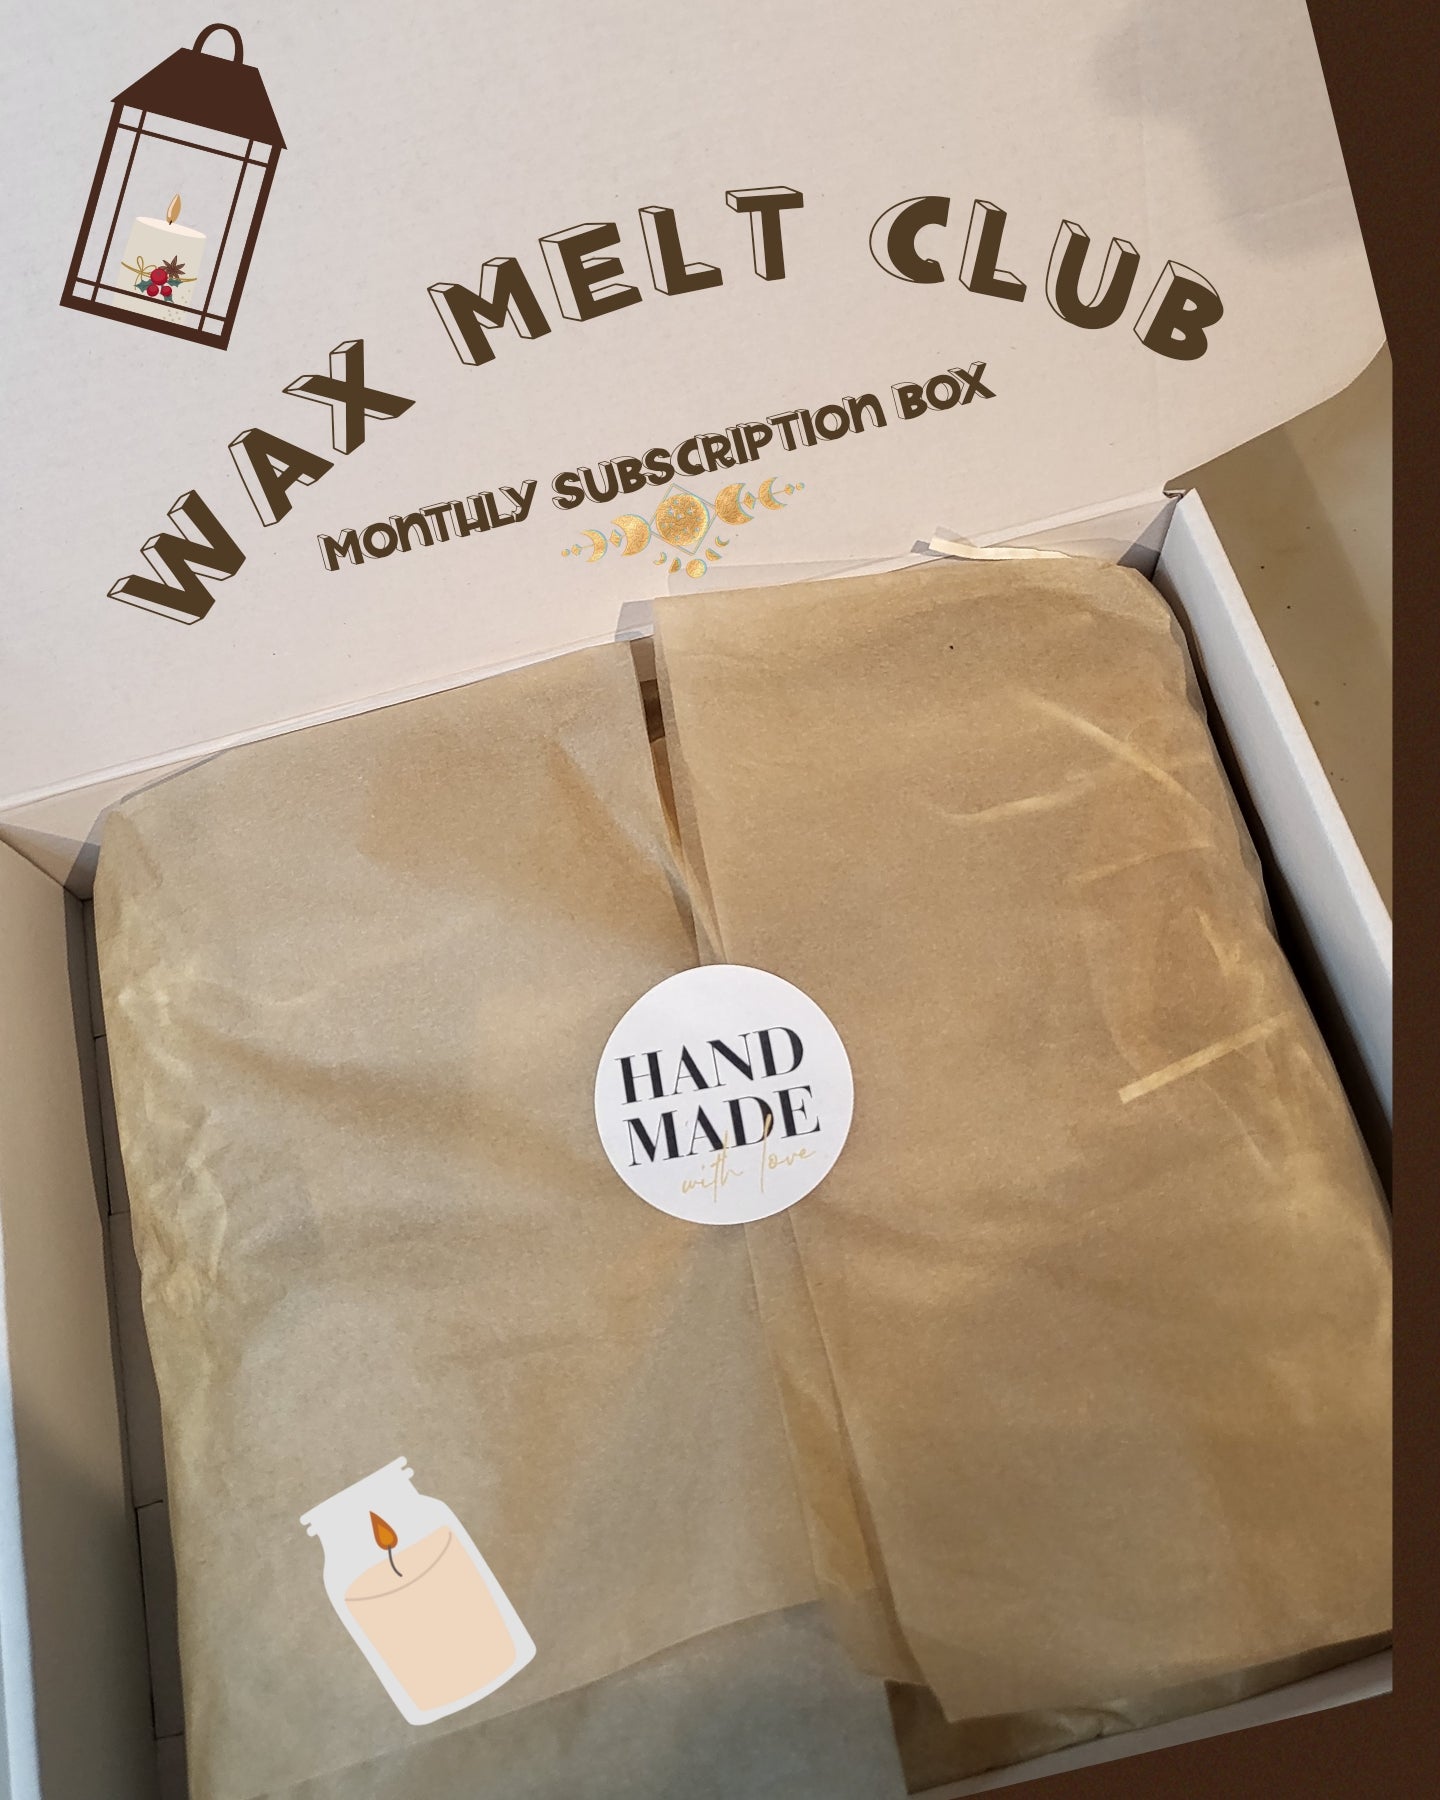 WAX MELT CLUB
MONTHLY SUBSCRIPTION BOX
HAND
MADE
with love